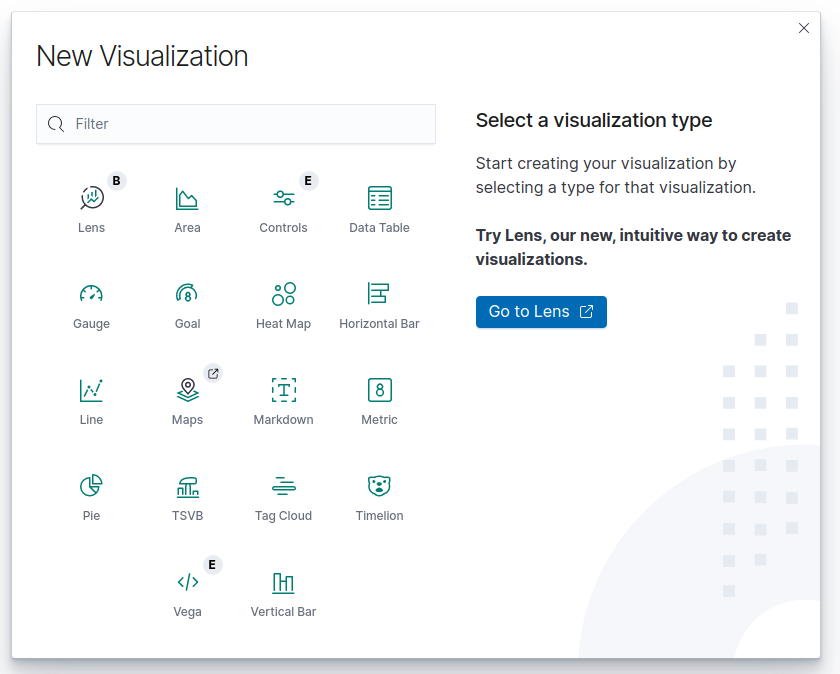 New Visualization
Filter
B
E
Lens
Area
Controls
Data Table
8
Gauge
Goal
Heat Map
Horizontal Bar
T
8
Line
Maps
Markdown
Metric
Pie
TSVB
Tag Cloud
Timelion
E
</>
Vega
Vertical Bar
Select a visualization type
Start creating your visualization by
selecting a type for that visualization.
Try Lens, our new, intuitive way to create
visualizations.
Go to Lens